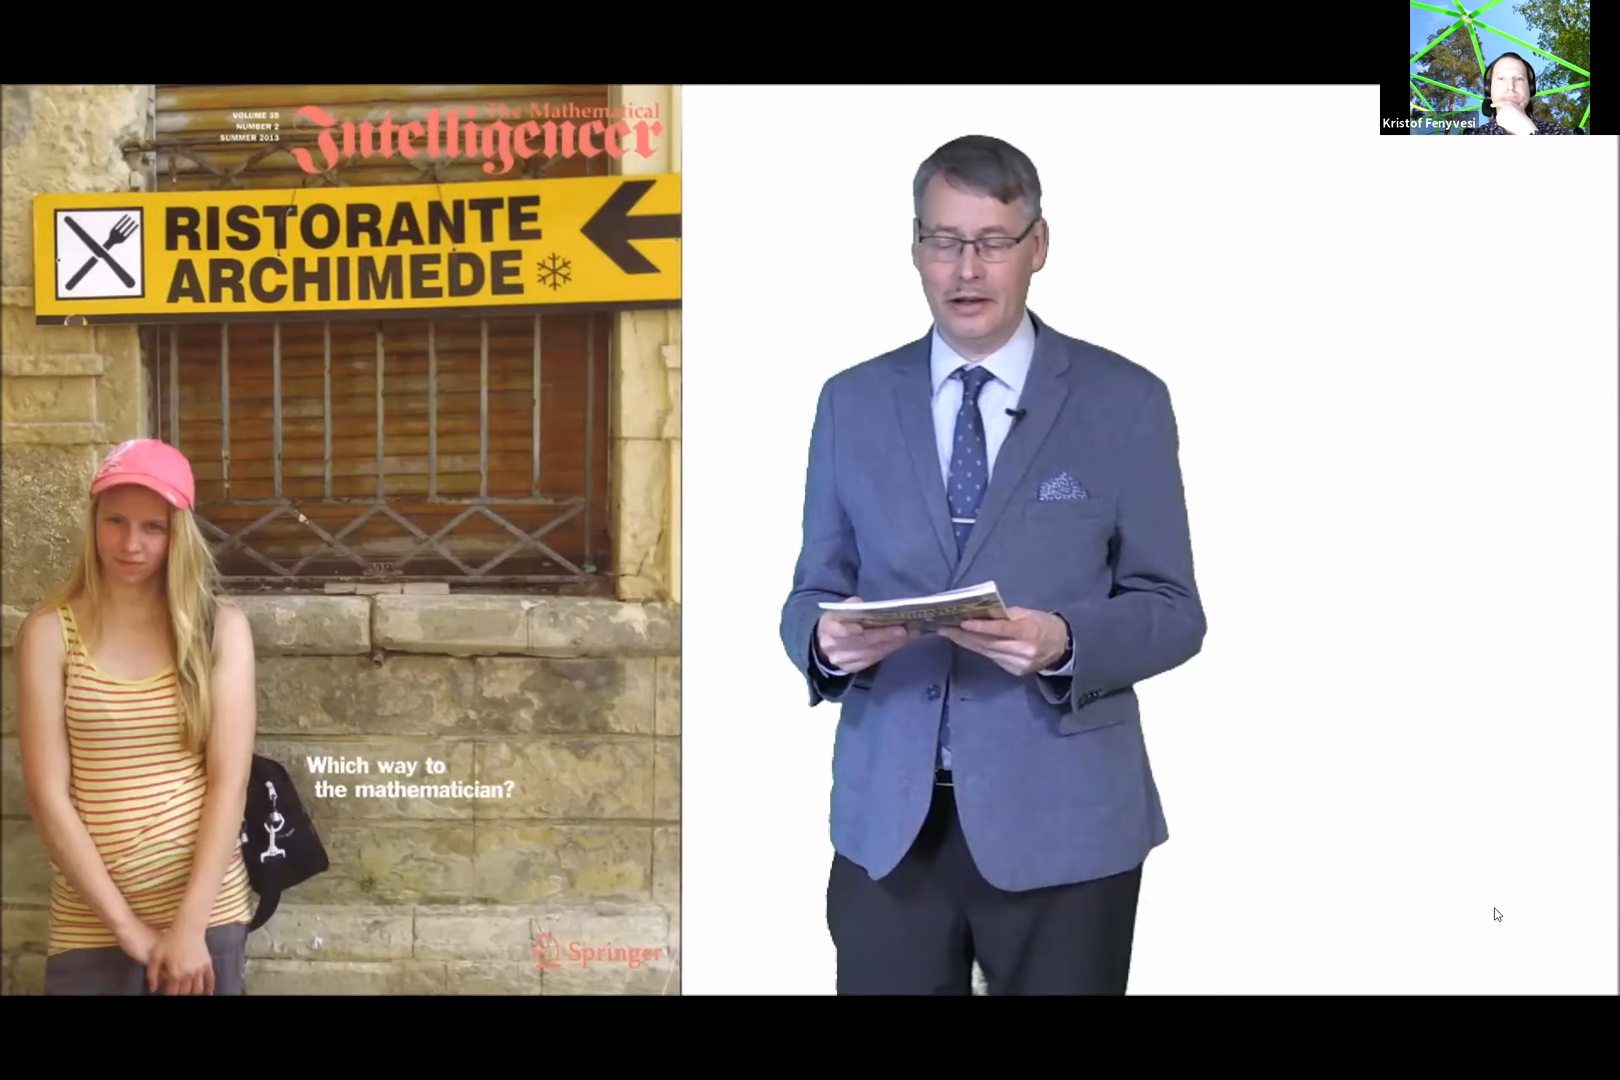 VOLUME 35
NUMBER 2
SUMMER 2013
The Mathematical
Intelligencer
RISTORANTE
ARCHIMEDE
Which way to
the mathematician?
Springer
Kristof Fenyvesi